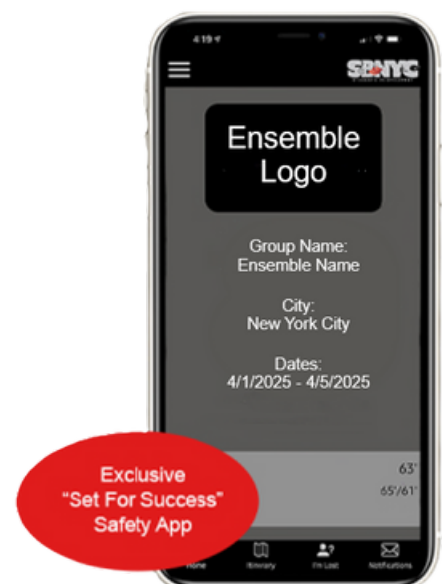 4:19
SBNYC
Ensemble
Logo
Group Name:
Ensemble Name
City:
New York City
Dates:
4/1/2025 - 4/5/2025
63°
65°/61°
Exclusive
“Set For Success”
Safety App
Home
Itinerary
I'm Lost
Notifications